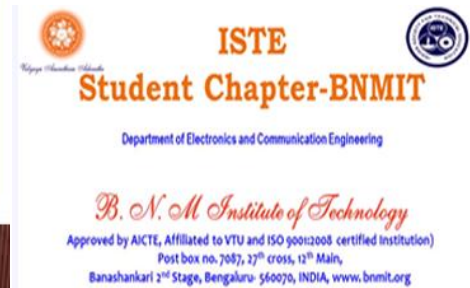 ISTE
Student Chapter-BNMIT
Department of Electronics and Communication Engineering
B. N. M Institute of Technology
Approved by AICTE, Affiliated to VTU and ISO 9001:2008 certified Institution)
Post box no. 7087, 27th cross, 12th Main,
Banashankari 2nd Stage, Bengaluru- 560070, INDIA, www.bnmit.org